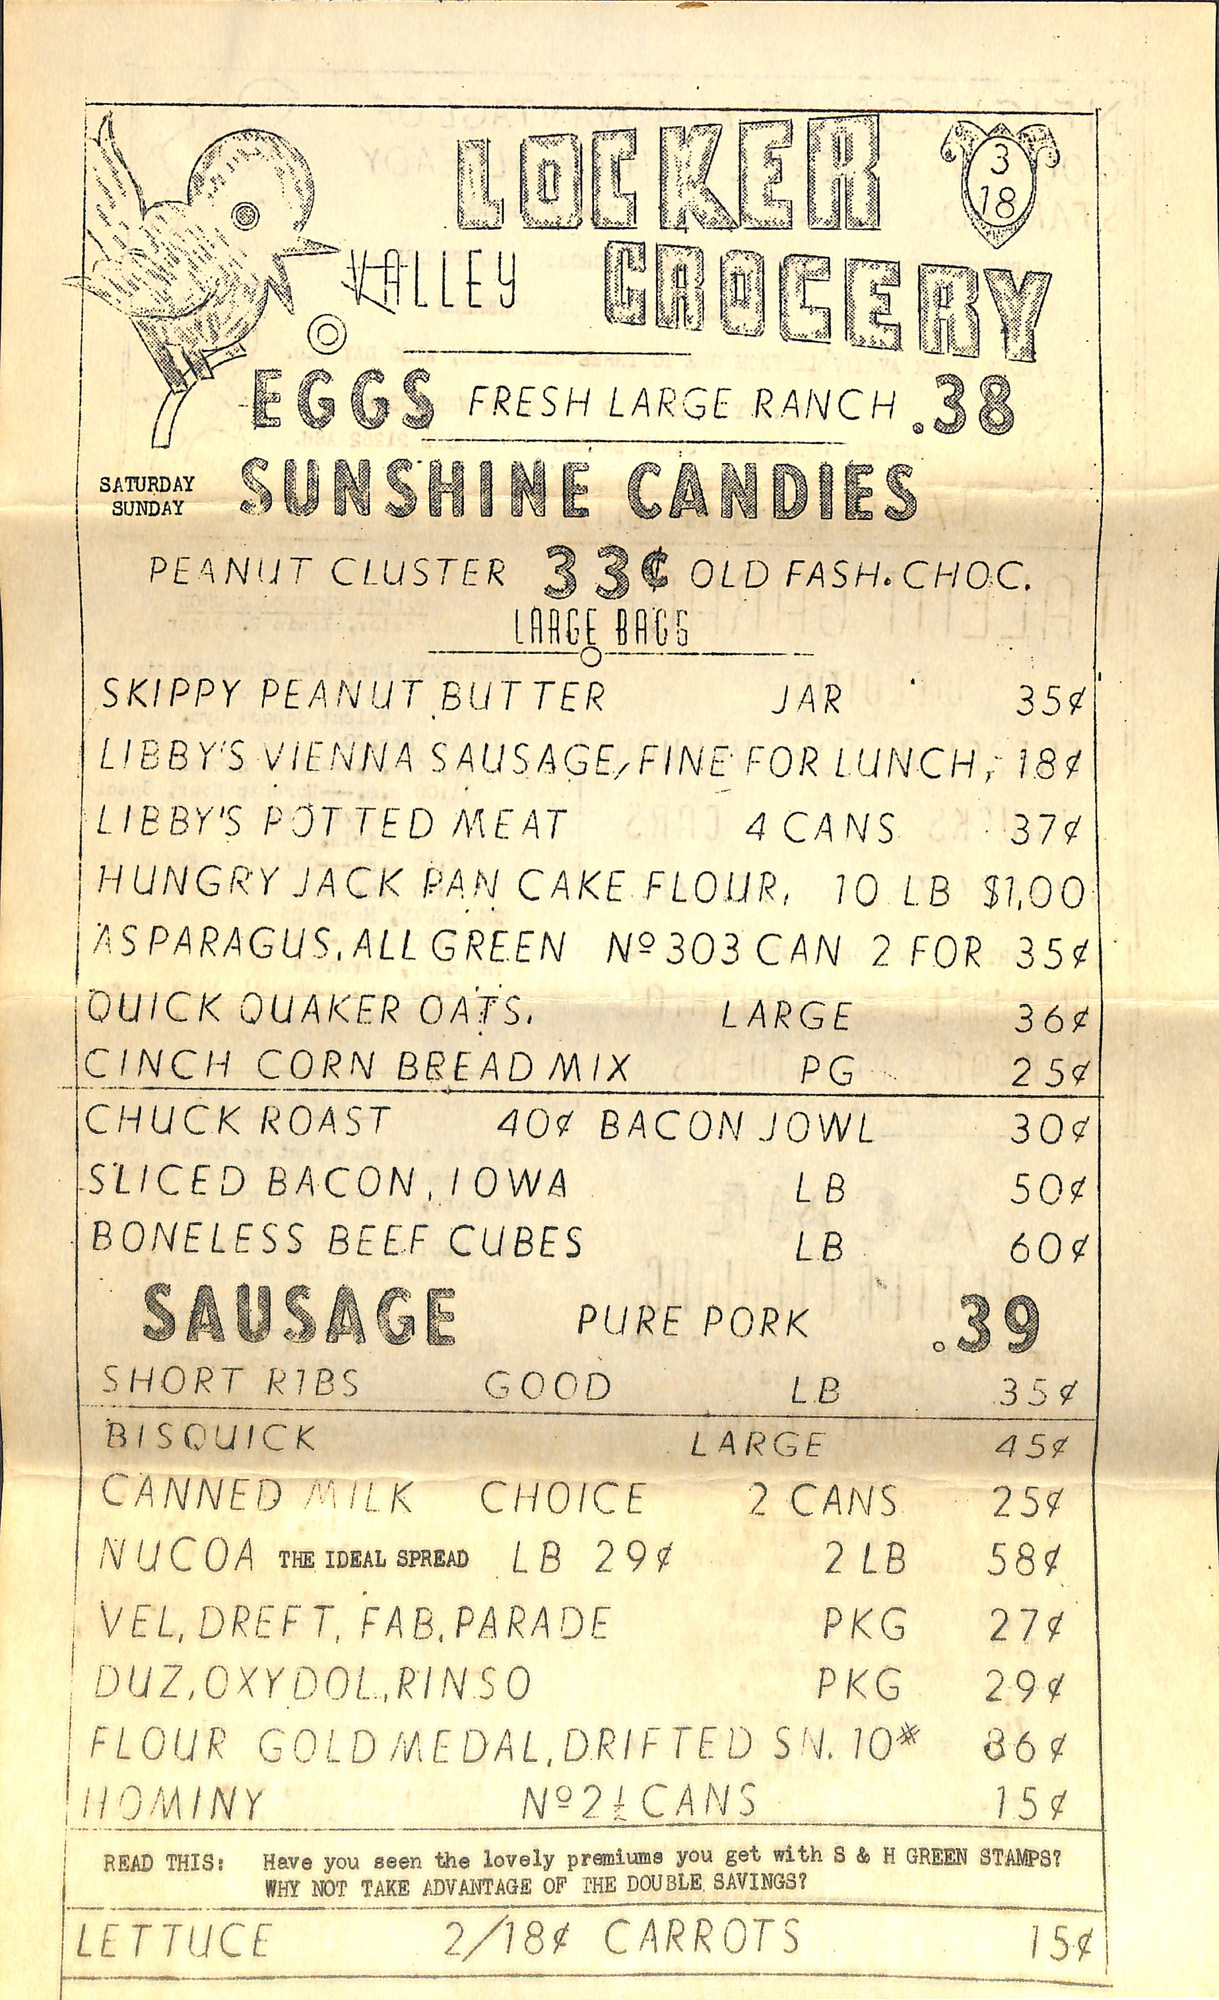 LOCKER
3
18
VALLEY GROCERY
EGGS FRESH LARGE RANCH .38
SATURDAY
SUNDAY
SUNSHINE CANDIES
PEANUT CLUSTER 33¢ OLD FASH. CHOC.
LARGE BAGS
SKIPPY PEANUT BUTTER JAR 35¢
LIBBY'S VIENNA SAUSAGE, FINE FOR LUNCH, 18¢
LIBBY'S POTTED MEAT 4 CANS 37¢
HUNGRY JACK PAN CAKE FLOUR, 10 LB $1,00
ASPARAGUS, ALL GREEN Nº 303 CAN 2 FOR 35¢
QUICK QUAKER OATS. LARGE 36¢
CINCH CORN BREAD MIX PG 25¢
CHUCK ROAST 40¢ BACON JOWL 30¢
SLICED BACON, IOWA LB 50¢
BONELESS BEEF CUBES LB 60¢
SAUSAGE PURE PORK .39
SHORT RIBS GOOD LB 35¢
BISQUICK LARGE 45¢
CANNED MILK CHOICE 2 CANS 25¢
NUCOA THE IDEAL SPREAD LB 29¢ 2 LB 58¢
VEL, DREFT, FAB, PARADE PKG 27¢
DUZ, OXYDOL, RINSO PKG 29¢
FLOUR GOLD MEDAL, DRIFTED SN. 10# 86¢
HOMINY Nº 2½ CANS 15¢
READ THIS: Have you seen the lovely premiums you get with S & H GREEN STAMPS?
WHY NOT TAKE ADVANTAGE OF THE DOUBLE SAVINGS?
LETTUCE 2/18¢ CARROTS 15¢